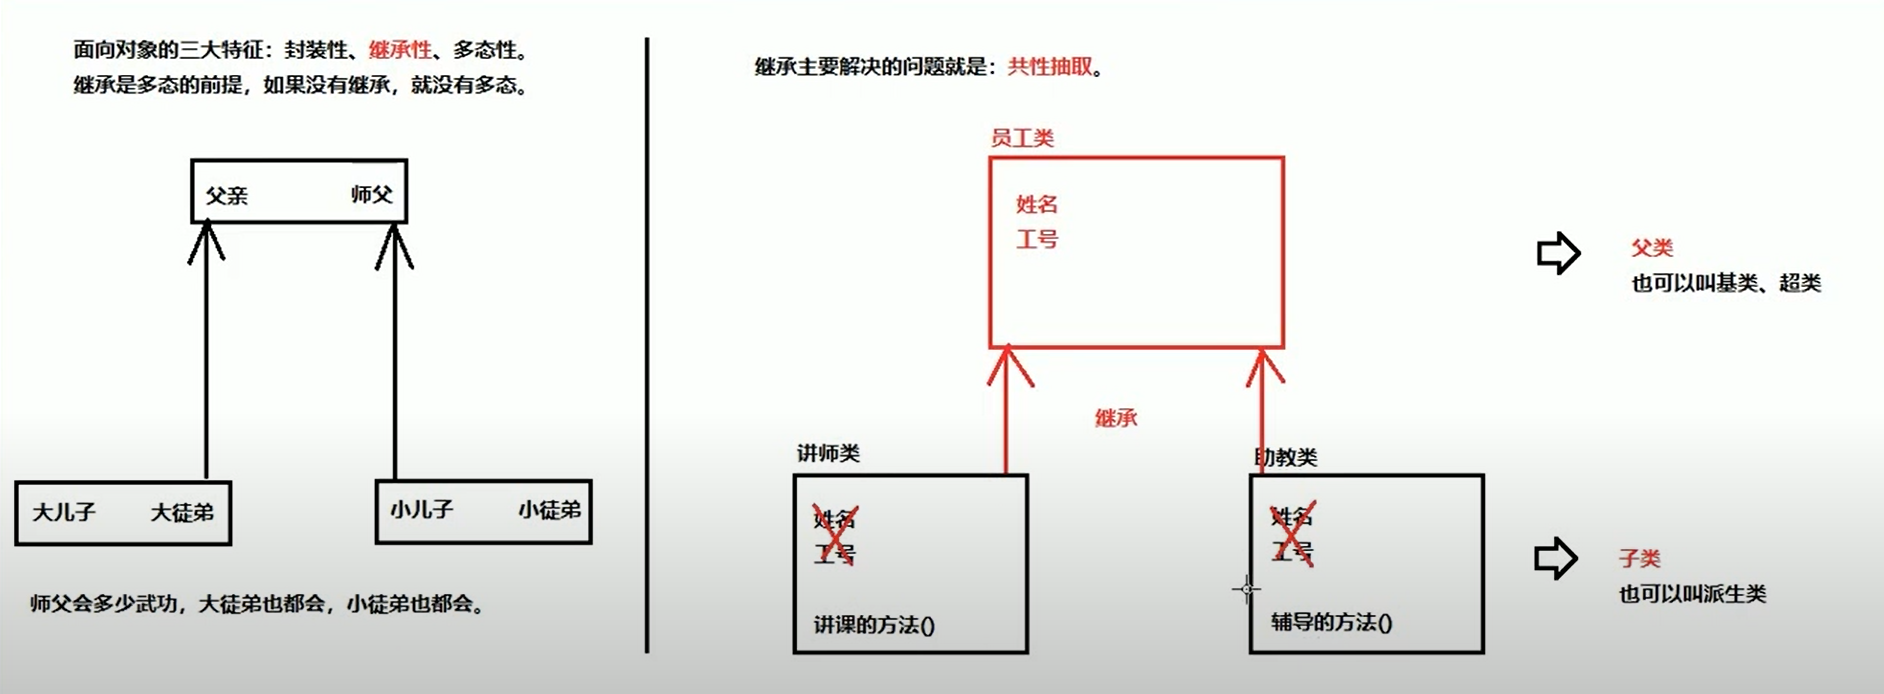 面向对象的三大特征：封装性、继承性、多态性。
继承是多态的前提，如果没有继承，就没有多态。
父亲 师父
大儿子 大徒弟
小儿子 小徒弟
师父会多少武功，大徒弟也都会，小徒弟也都会。
继承主要解决的问题就是：共性抽取。
员工类
姓名
工号
父类
也可以叫基类、超类
继承
讲师类
姓名
工号
讲课的方法()
助教类
姓名
工号
辅导的方法()
子类
也可以叫派生类